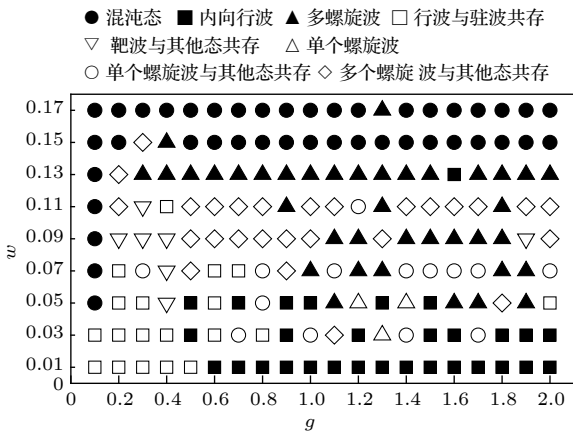 ● 混沌态 ■ 内向行波 ▲ 多螺旋波 □ 行波与驻波共存
▽ 靶波与其他态共存 △ 单个螺旋波
○ 单个螺旋波与其他态共存 ◇ 多个螺旋 波与其他态共存
0.17
0.15
0.13
0.11
0.09
0.07
0.05
0.03
0.01
w
0 0.2 0.4 0.6 0.8 1.0 1.2 1.4 1.6 1.8 2.0
g